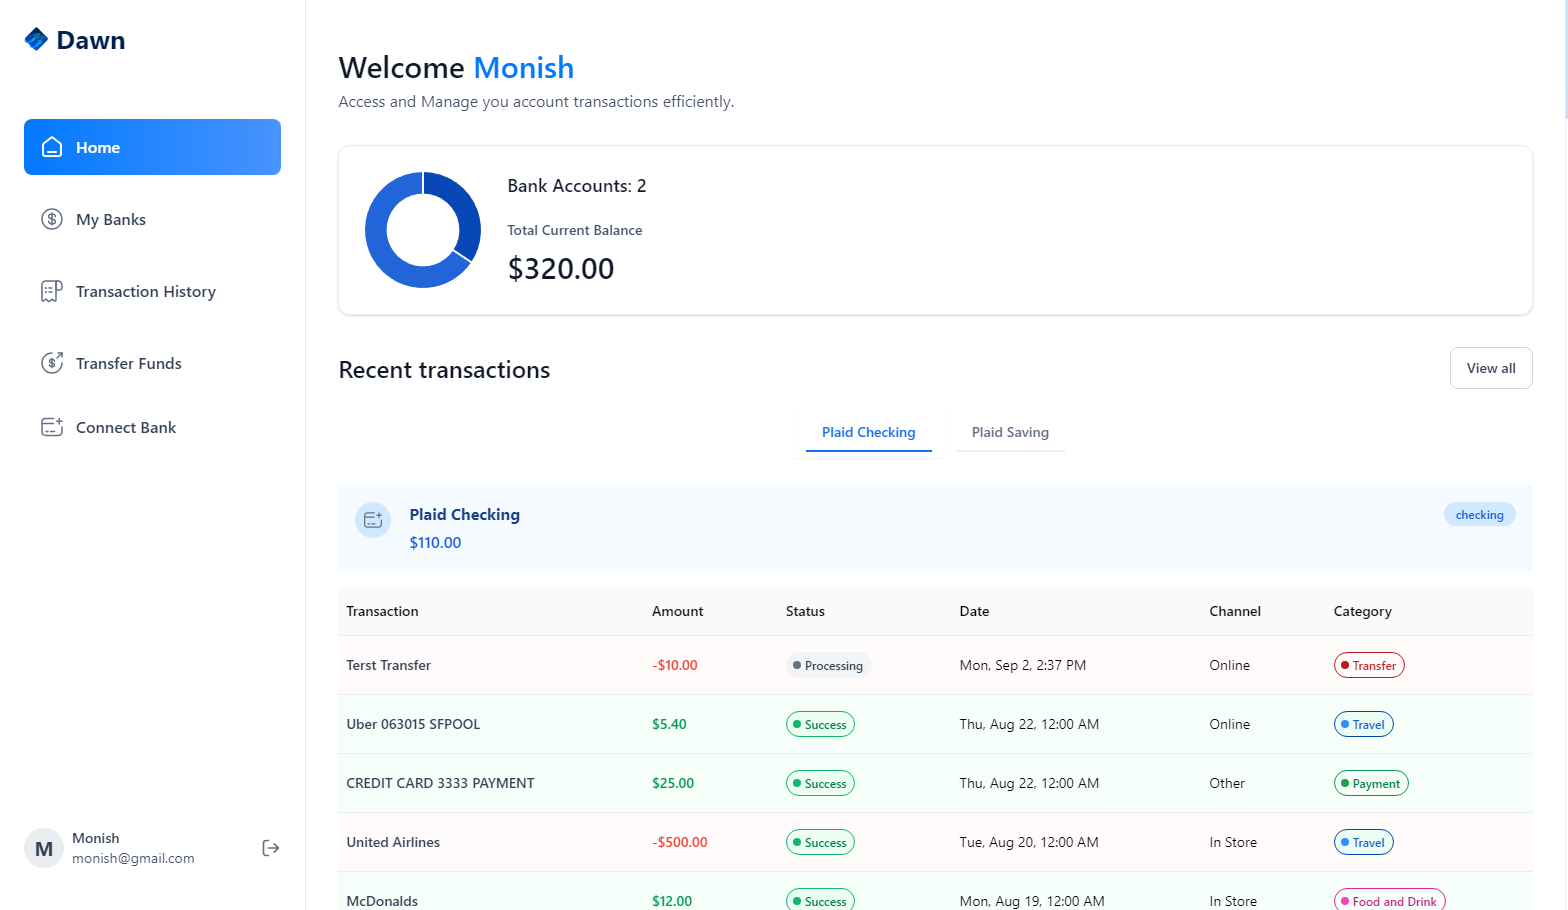 Dawn
Home
My Banks
Transaction History
Transfer Funds
Connect Bank
M
Monish
monish@gmail.com
Welcome Monish
Access and Manage you account transactions efficiently.
Bank Accounts: 2
Total Current Balance
$320.00
Recent transactions
View all
Plaid Checking Plaid Saving
Plaid Checking
$110.00
checking
Transaction Amount Status Date Channel Category
Terst Transfer -$10.00 Processing Mon, Sep 2, 2:37 PM Online Transfer
Uber 063015 SFPOOL $5.40 Success Thu, Aug 22, 12:00 AM Online Travel
CREDIT CARD 3333 PAYMENT $25.00 Success Thu, Aug 22, 12:00 AM Other Payment
United Airlines -$500.00 Success Tue, Aug 20, 12:00 AM In Store Travel
McDonalds $12.00 Success Mon, Aug 19, 12:00 AM In Store Food and Drink